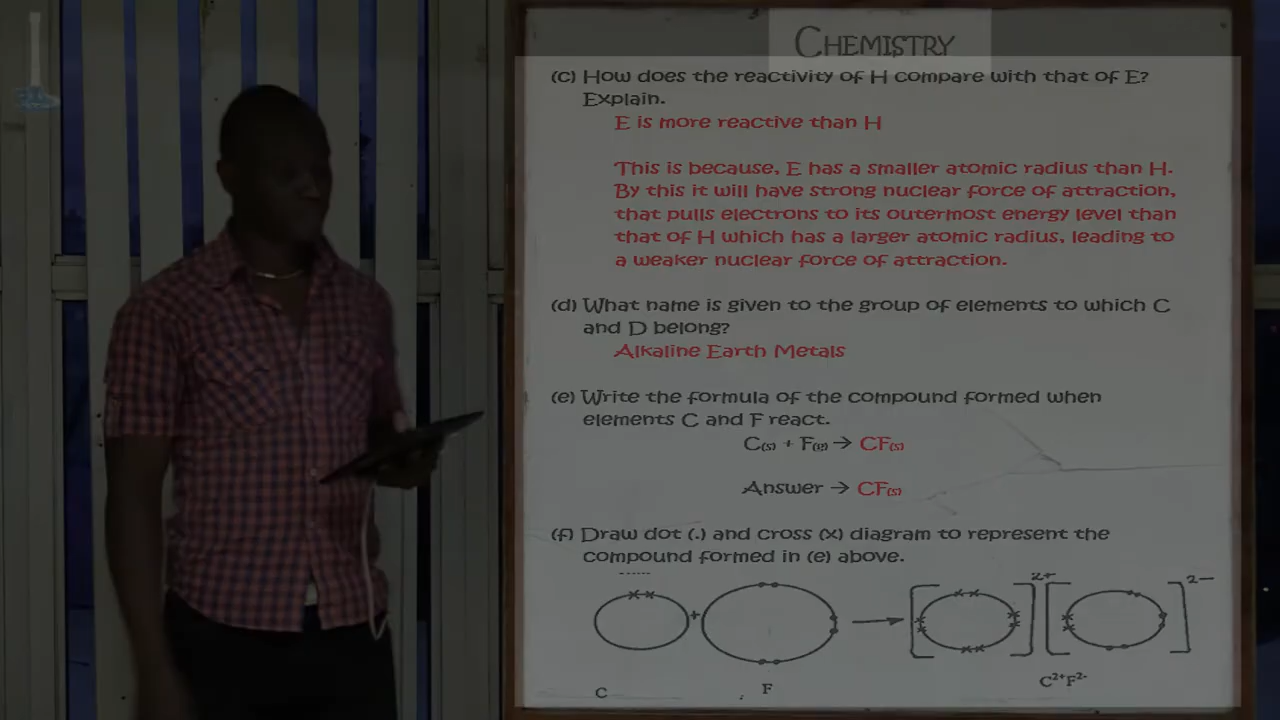 CHEMISTRY
(c) How does the reactivity of H compare with that of E?
Explain.
E is more reactive than H
This is because, E has a smaller atomic radius than H.
By this it will have strong nuclear force of attraction,
that pulls electrons to its outermost energy level than
that of H which has a larger atomic radius, leading to
a weaker nuclear force of attraction.
(d) What name is given to the group of elements to which C
and D belong?
Alkaline Earth Metals
(e) Write the formula of the compound formed when
elements C and F react.
C(s) + F(g) → CF(s)
Answer → CF(s)
(f) Draw dot (.) and cross (x) diagram to represent the
compound formed in (e) above.
+ → [ ]2+ [ ]2-
C F C2+F2-